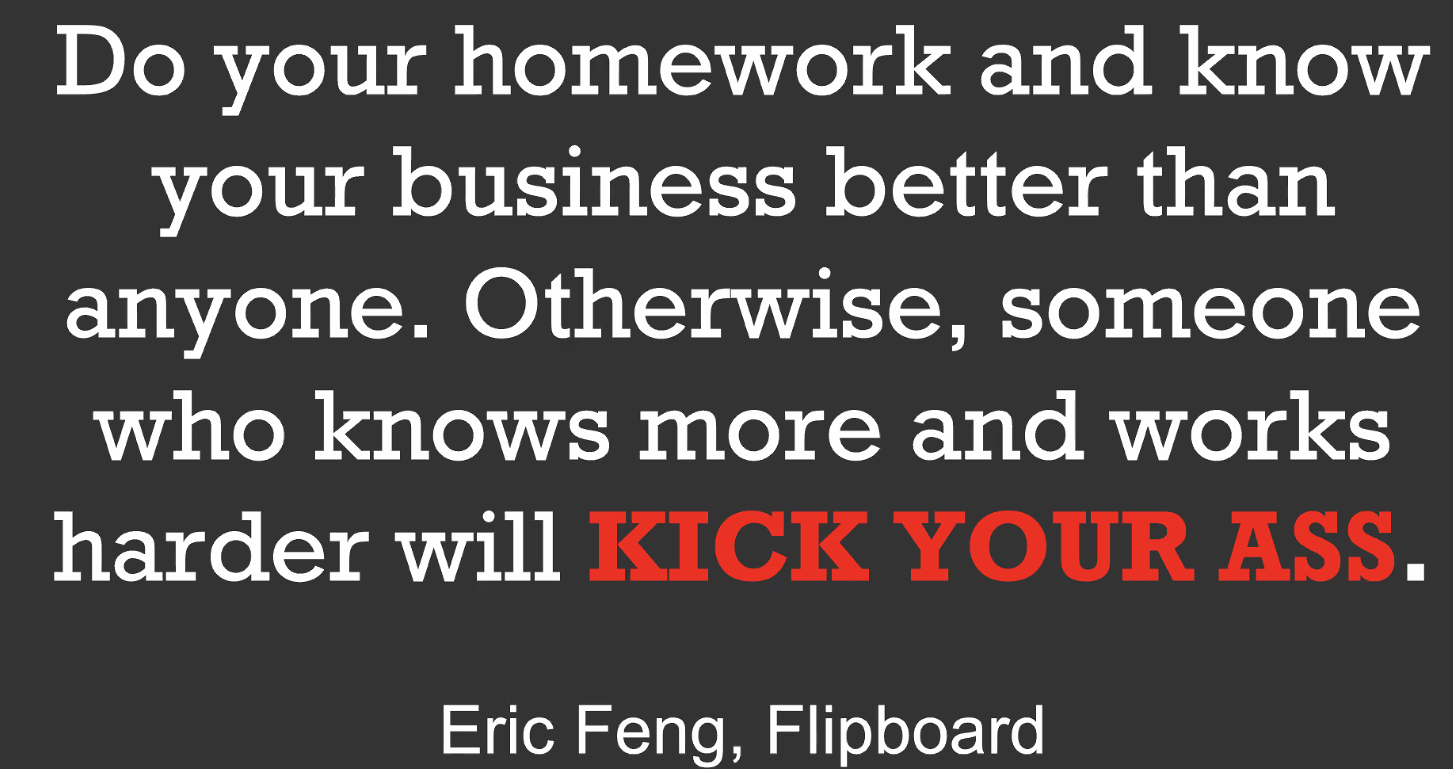 Do your homework and know
your business better than
anyone. Otherwise, someone
who knows more and works
harder will KICK YOUR ASS.
Eric Feng, Flipboard